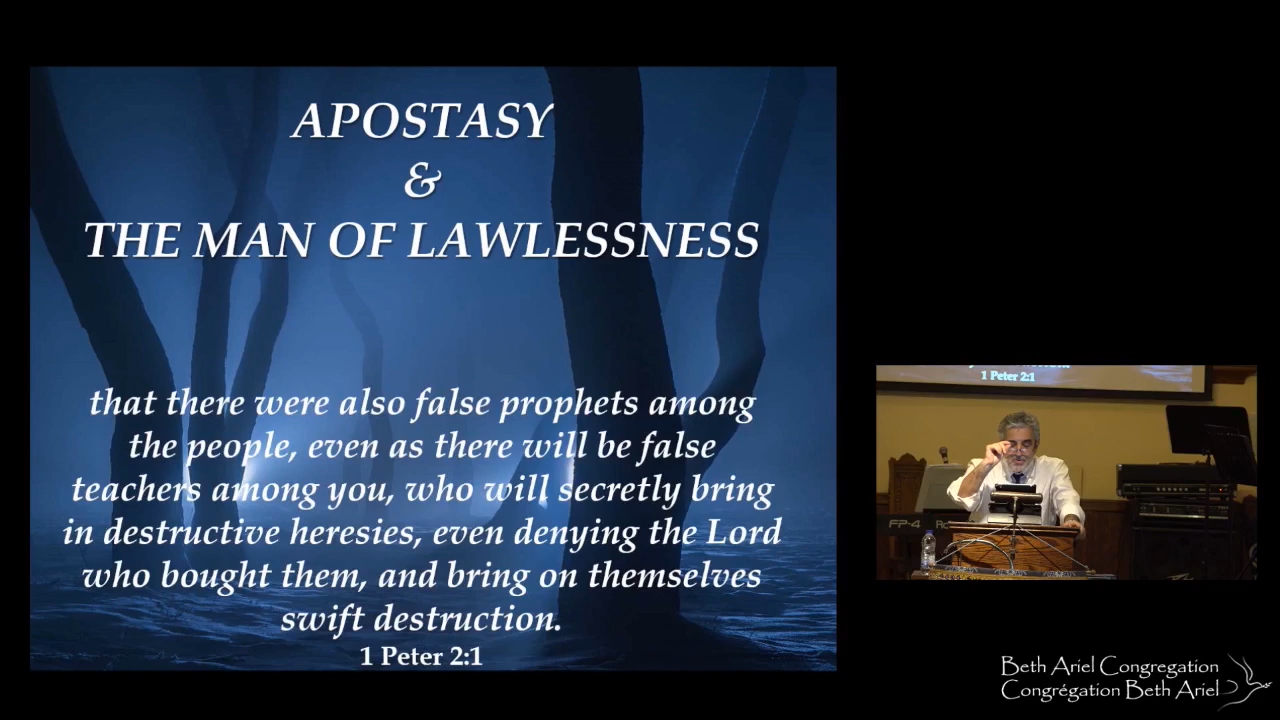 APOSTASY
&
THE MAN OF LAWLESSNESS
that there were also false prophets among
the people, even as there will be false
teachers among you, who will secretly bring
in destructive heresies, even denying the Lord
who bought them, and bring on themselves
swift destruction.
1 Peter 2:1
1 Peter 2:1
FP-4
Beth Ariel Congregation
Congrégation Beth Ariel